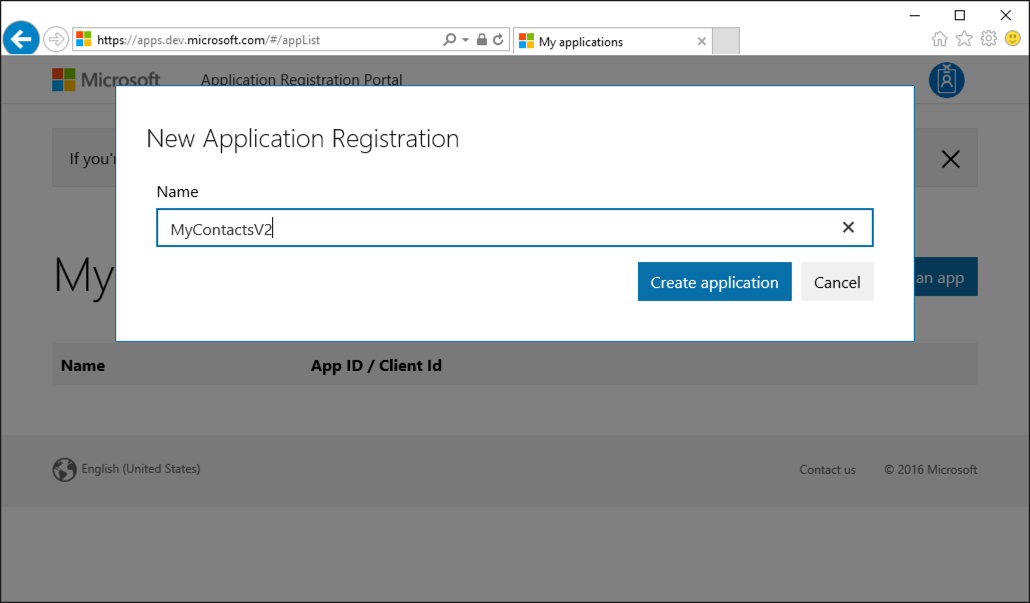 https://apps.dev.microsoft.com/#/appList
My applications
Microsoft
Application Registration Portal
If you'
New Application Registration
Name
MyContactsV2
Create application
Cancel
My
an app
Name
App ID / Client Id
English (United States)
Contact us
© 2016 Microsoft